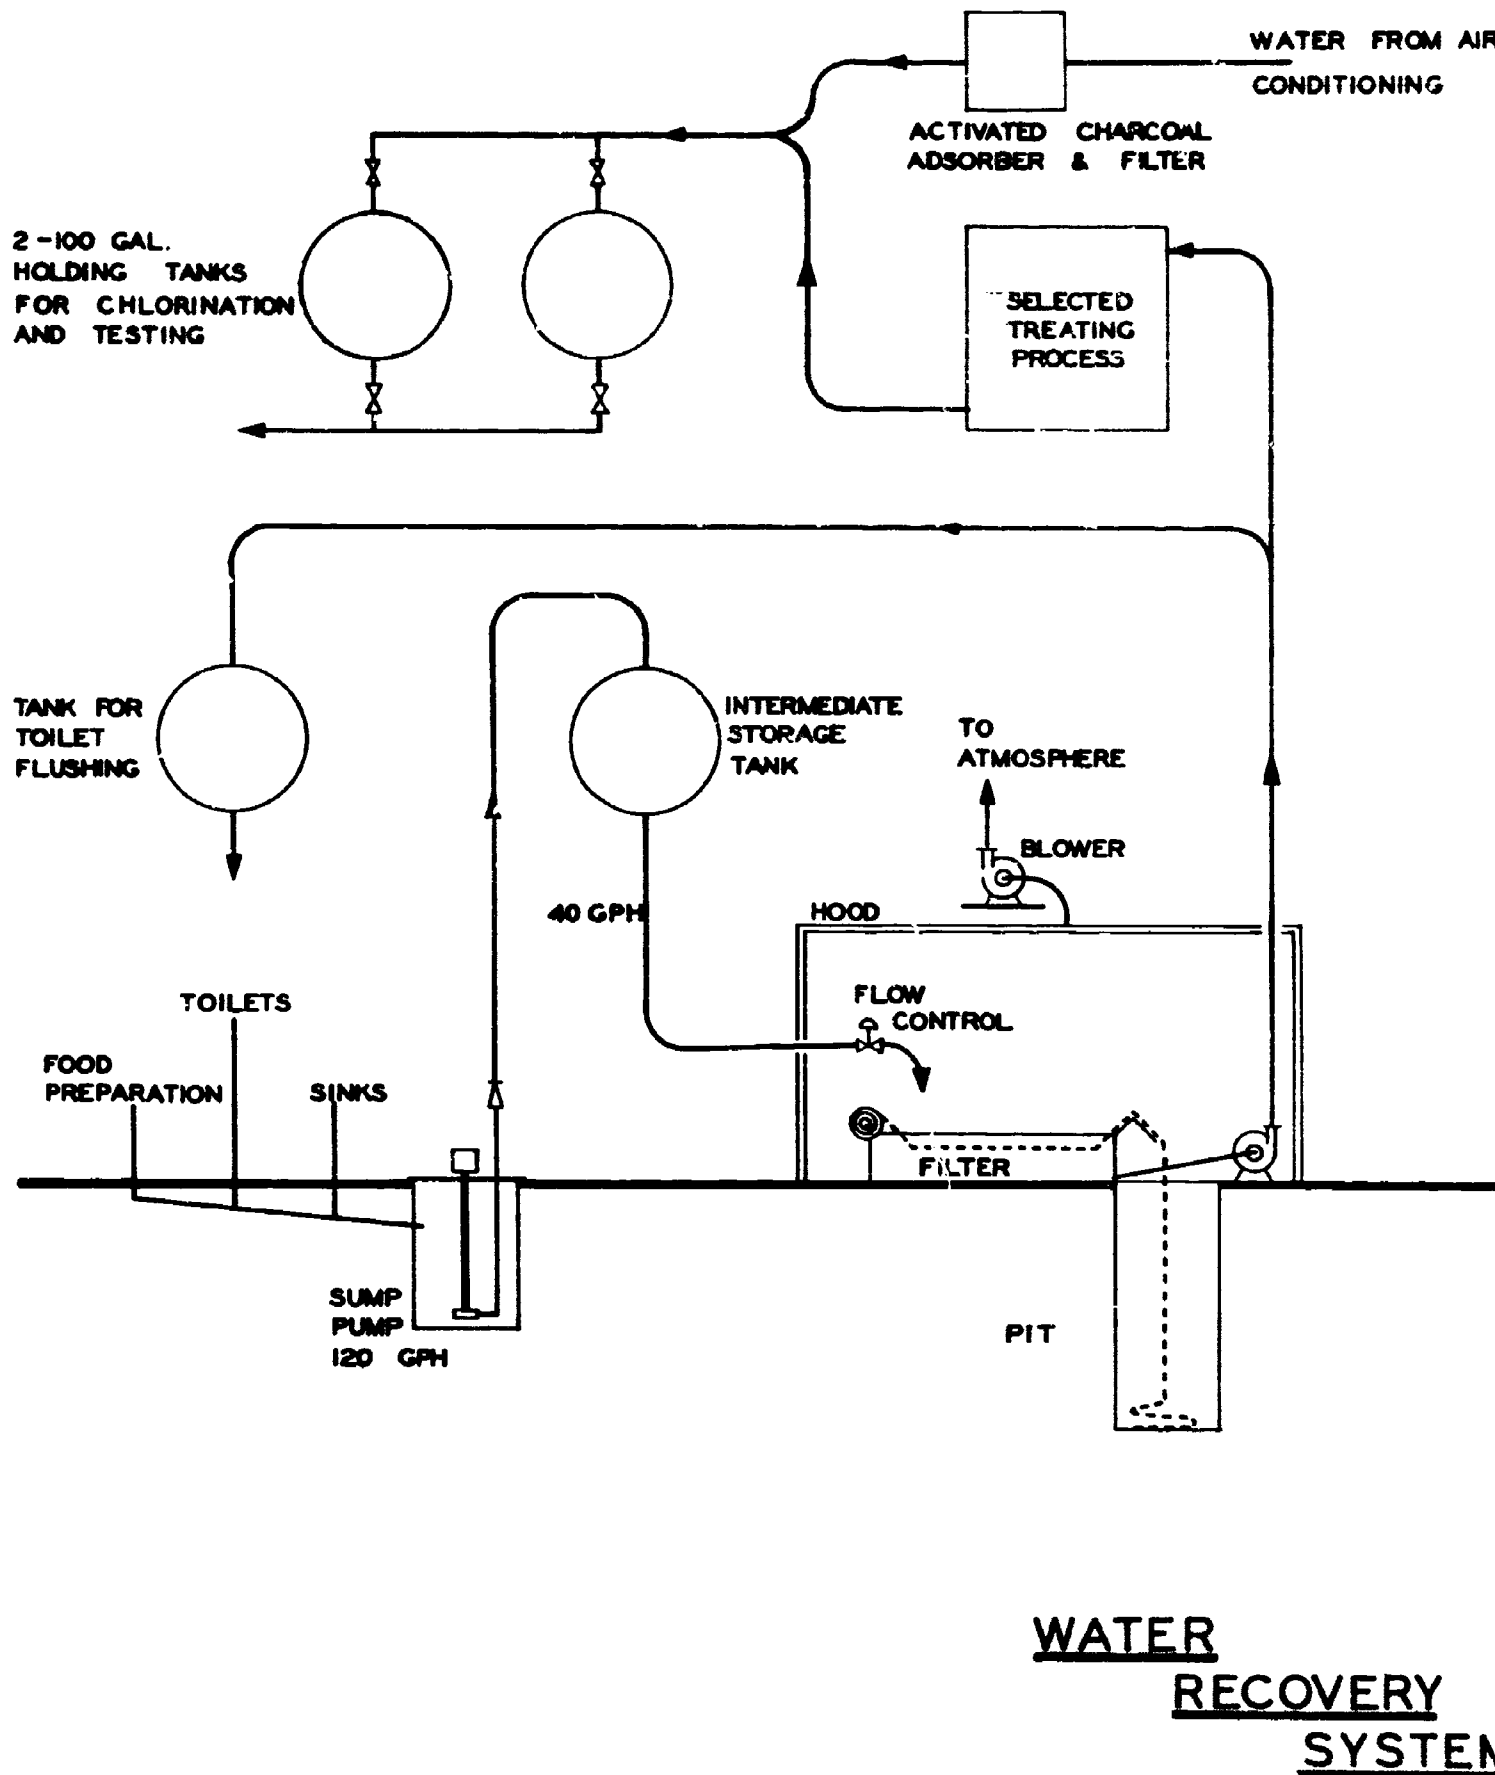 WATER FROM AIR
CONDITIONING
ACTIVATED CHARCOAL
ADSORBER & FILTER
2-100 GAL.
HOLDING TANKS
FOR CHLORINATION
AND TESTING
SELECTED
TREATING
PROCESS
TANK FOR
TOILET
FLUSHING
INTERMEDIATE
STORAGE
TANK
TO
ATMOSPHERE
BLOWER
40 GPH
HOOD
FLOW
CONTROL
TOILETS
FOOD
PREPARATION
SINKS
FILTER
SUMP
PUMP
120 GPH
PIT
WATER
RECOVERY
SYSTEM